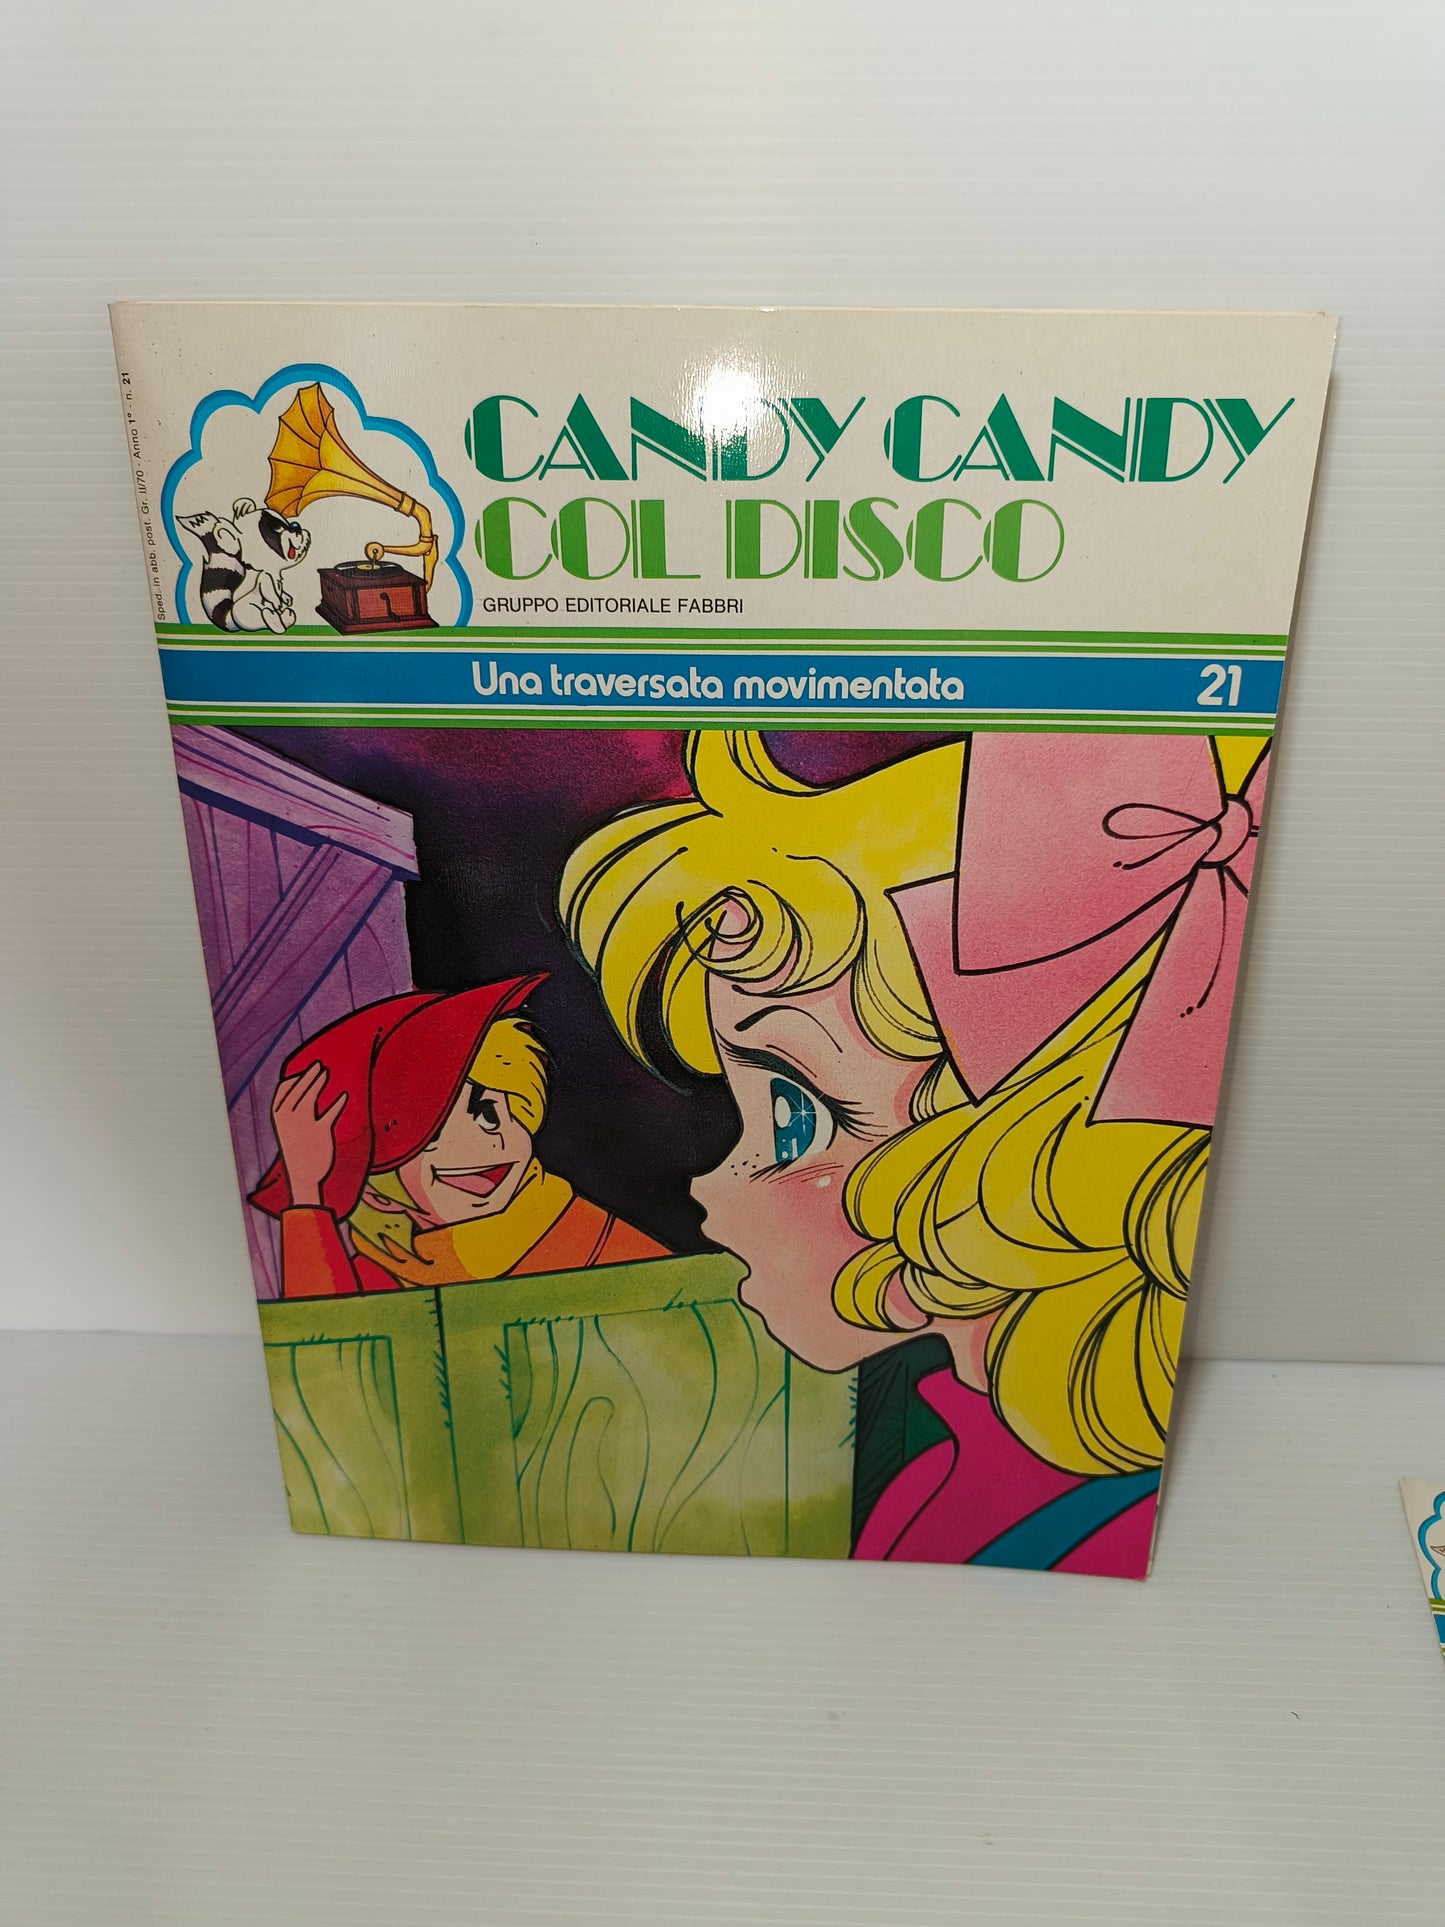 CANDY CANDY
COL DISCO
GRUPPO EDITORIALE FABBRI
Una traversata movimentata 21
Sped. in abb. post. Gr. II/70 - Anno 1° - n. 21